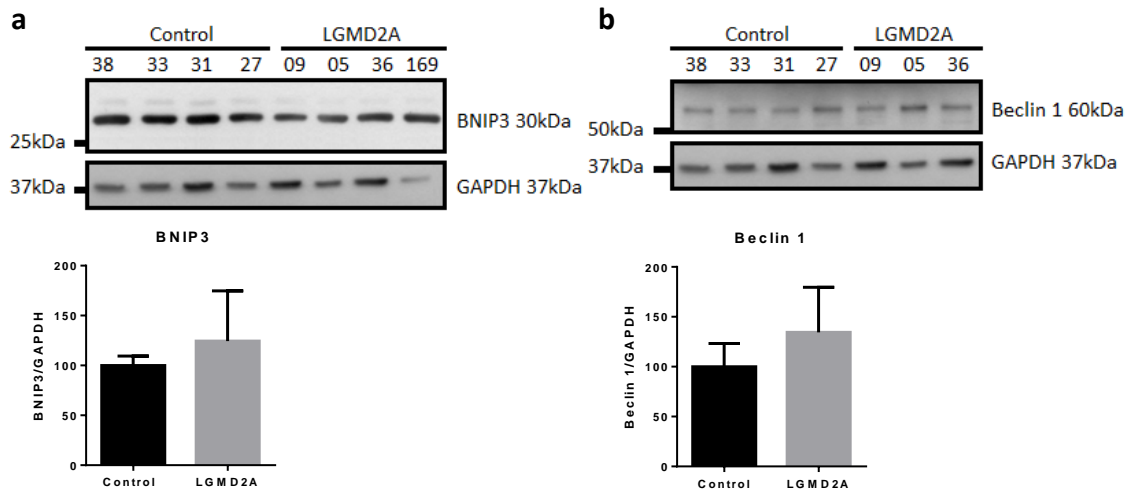 a
Control LGMD2A
38 33 31 27 09 05 36 169
BNIP3 30kDa
25kDa
37kDa
GAPDH 37kDa
BNIP3
200
150
100
50
0
BNIP3/GAPDH
Control LGMD2A
b
Control LGMD2A
38 33 31 27 09 05 36
Beclin 1 60kDa
50kDa
37kDa
GAPDH 37kDa
Beclin 1
200
150
100
50
0
Beclin 1/GAPDH
Control LGMD2A